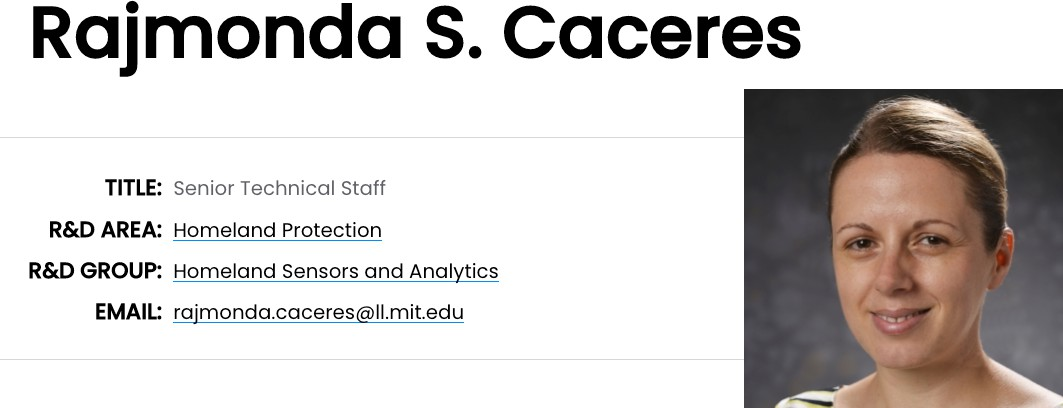 Rajmonda S. Caceres
TITLE: Senior Technical Staff
R&D AREA: Homeland Protection
R&D GROUP: Homeland Sensors and Analytics
EMAIL: rajmonda.caceres@ll.mit.edu